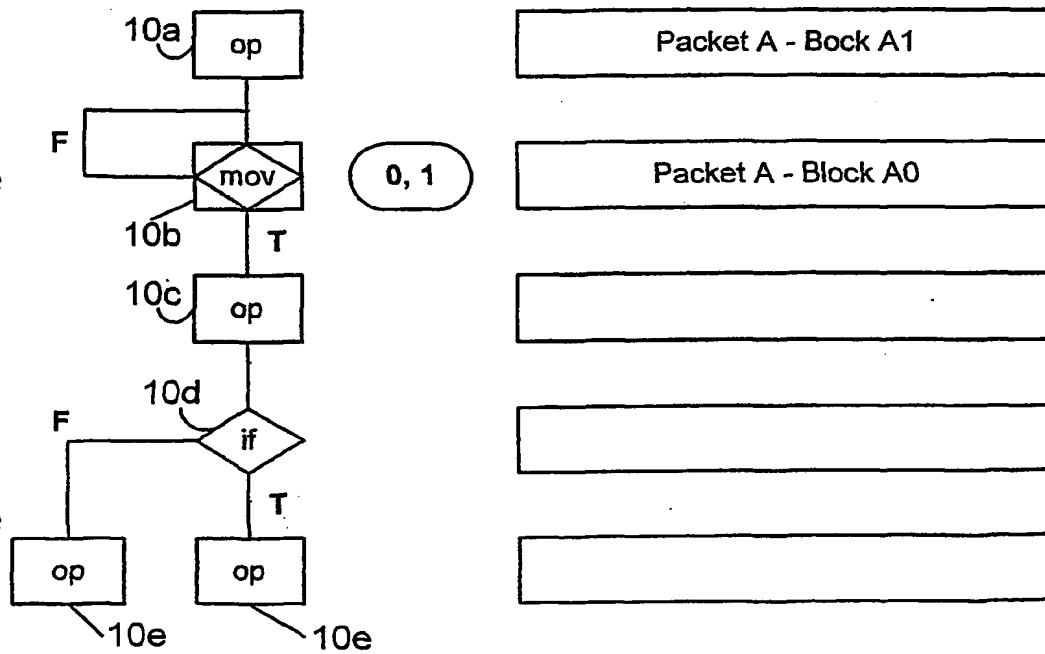 10a
op
Packet A - Bock A1
F
mov
0, 1
Packet A - Block A0
10b
T
10c
op
10d
F
if
T
op
op
10e
10e